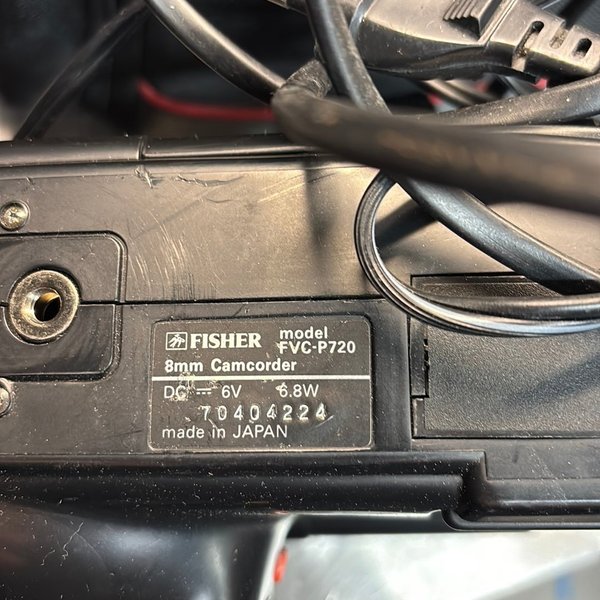 FISHER model
FVC-P720
8mm Camcorder
DC ⎓ 6V 6.8W
70404224
made in JAPAN